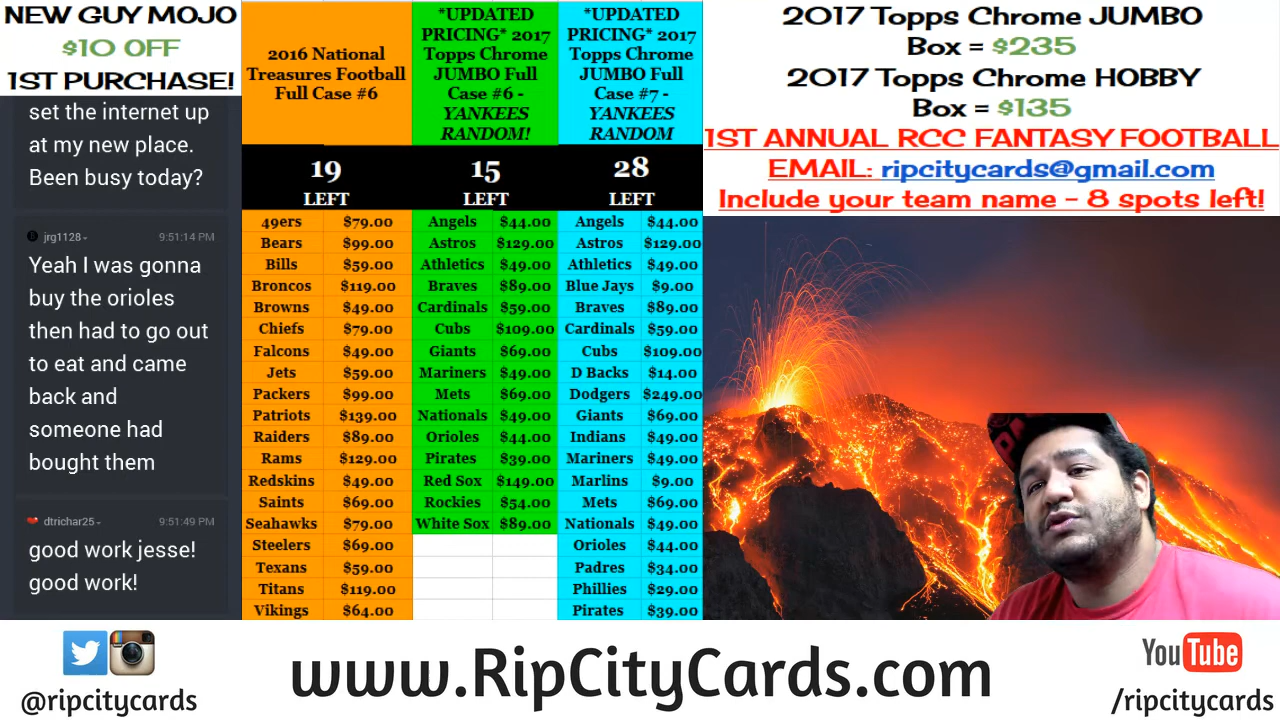 NEW GUY MOJO
$10 OFF
1ST PURCHASE!
set the internet up
at my new place.
Been busy today?
jrg1128
9:51:14 PM
Yeah I was gonna
buy the orioles
then had to go out
to eat and came
back and
someone had
bought them
dtrichar25
9:51:49 PM
good work jesse!
good work!
2016 National
Treasures Football
Full Case #6
19
LEFT
49ers $79.00
Bears $99.00
Bills $59.00
Broncos $119.00
Browns $49.00
Chiefs $79.00
Falcons $49.00
Jets $59.00
Packers $99.00
Patriots $139.00
Raiders $89.00
Rams $129.00
Redskins $49.00
Saints $69.00
Seahawks $79.00
Steelers $69.00
Texans $59.00
Titans $119.00
Vikings $64.00
*UPDATED
PRICING* 2017
Topps Chrome
JUMBO Full
Case #6 -
YANKEES
RANDOM!
15
LEFT
Angels $44.00
Astros $129.00
Athletics $49.00
Braves $89.00
Cardinals $59.00
Cubs $109.00
Giants $69.00
Mariners $49.00
Mets $69.00
Nationals $49.00
Orioles $44.00
Pirates $39.00
Red Sox $149.00
Rockies $54.00
White Sox $89.00
*UPDATED
PRICING* 2017
Topps Chrome
JUMBO Full
Case #7 -
YANKEES
RANDOM
28
LEFT
Angels $44.00
Astros $129.00
Athletics $49.00
Blue Jays $9.00
Braves $89.00
Cardinals $59.00
Cubs $109.00
D Backs $14.00
Dodgers $249.00
Giants $69.00
Indians $49.00
Mariners $49.00
Marlins $9.00
Mets $69.00
Nationals $49.00
Orioles $44.00
Padres $34.00
Phillies $29.00
Pirates $39.00
2017 Topps Chrome JUMBO
Box = $235
2017 Topps Chrome HOBBY
Box = $135
1ST ANNUAL RCC FANTASY FOOTBALL
EMAIL: ripcitycards@gmail.com
Include your team name - 8 spots left!
@ripcitycards
www.RipCityCards.com
YouTube
/ripcitycards